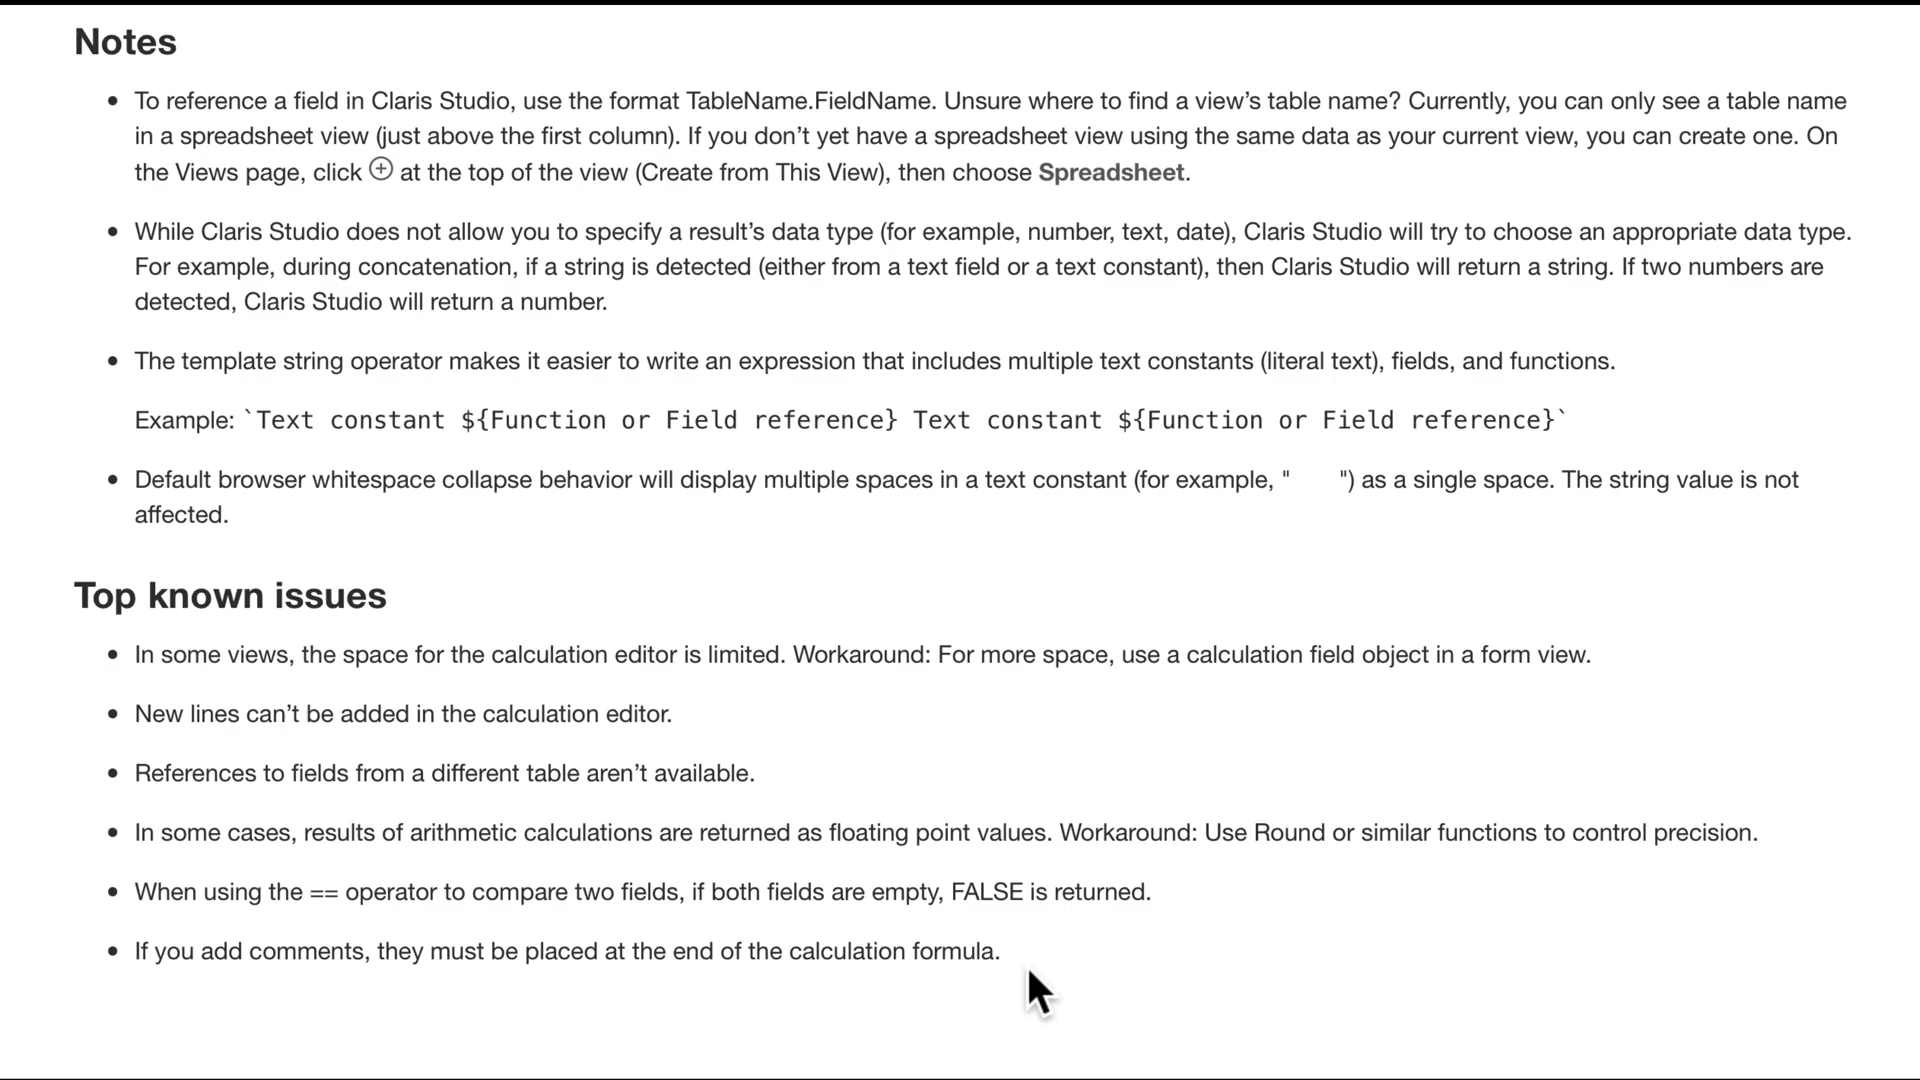 Notes
• To reference a field in Claris Studio, use the format TableName.FieldName. Unsure where to find a view’s table name? Currently, you can only see a table name
in a spreadsheet view (just above the first column). If you don’t yet have a spreadsheet view using the same data as your current view, you can create one. On
the Views page, click ⊕ at the top of the view (Create from This View), then choose Spreadsheet.
• While Claris Studio does not allow you to specify a result’s data type (for example, number, text, date), Claris Studio will try to choose an appropriate data type.
For example, during concatenation, if a string is detected (either from a text field or a text constant), then Claris Studio will return a string. If two numbers are
detected, Claris Studio will return a number.
• The template string operator makes it easier to write an expression that includes multiple text constants (literal text), fields, and functions.
Example: `Text constant ${Function or Field reference} Text constant ${Function or Field reference}`
• Default browser whitespace collapse behavior will display multiple spaces in a text constant (for example, "    ") as a single space. The string value is not
affected.
Top known issues
• In some views, the space for the calculation editor is limited. Workaround: For more space, use a calculation field object in a form view.
• New lines can’t be added in the calculation editor.
• References to fields from a different table aren’t available.
• In some cases, results of arithmetic calculations are returned as floating point values. Workaround: Use Round or similar functions to control precision.
• When using the == operator to compare two fields, if both fields are empty, FALSE is returned.
• If you add comments, they must be placed at the end of the calculation formula.